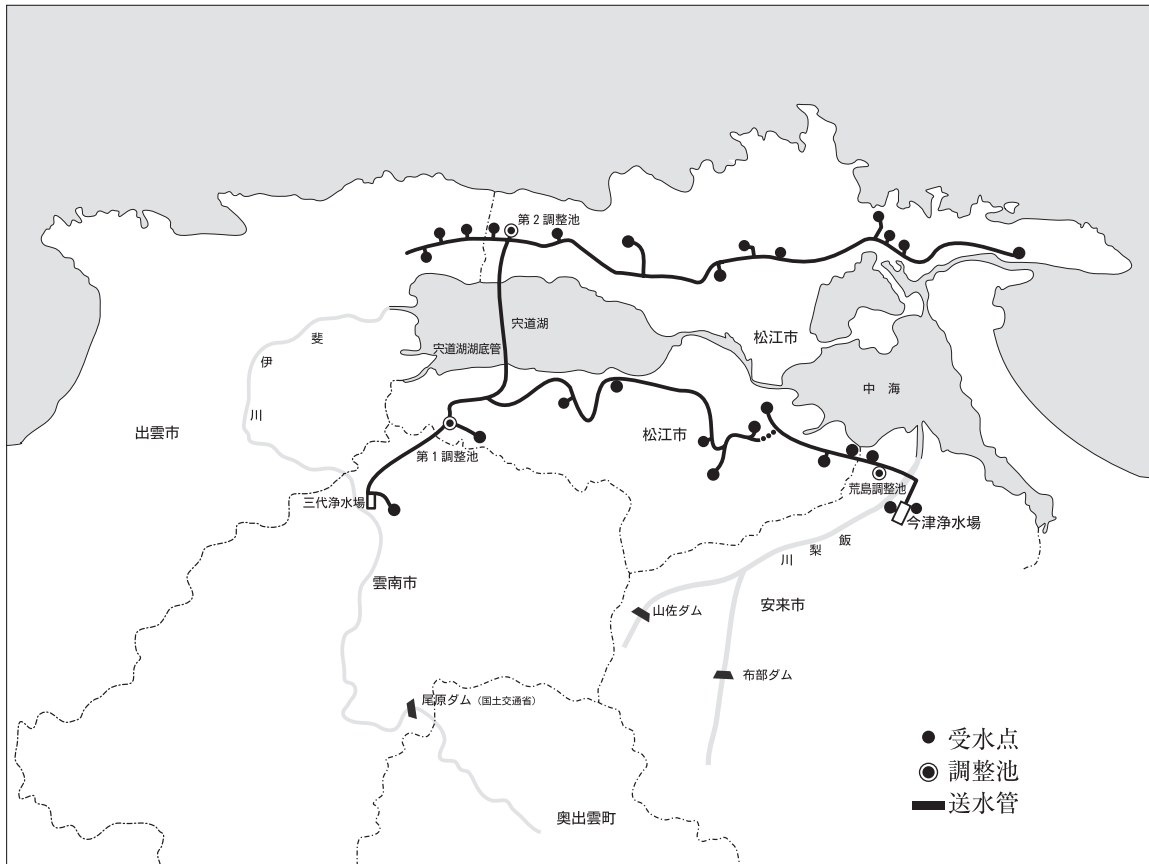 第2調整池
宍道湖
斐伊川
宍道湖湖底管
松江市
中海
出雲市
松江市
第1調整池
荒島調整池
三代浄水場
今津浄水場
飯梨川
雲南市
安来市
山佐ダム
布部ダム
尾原ダム（国土交通省）
奥出雲町
受水点
調整池
送水管